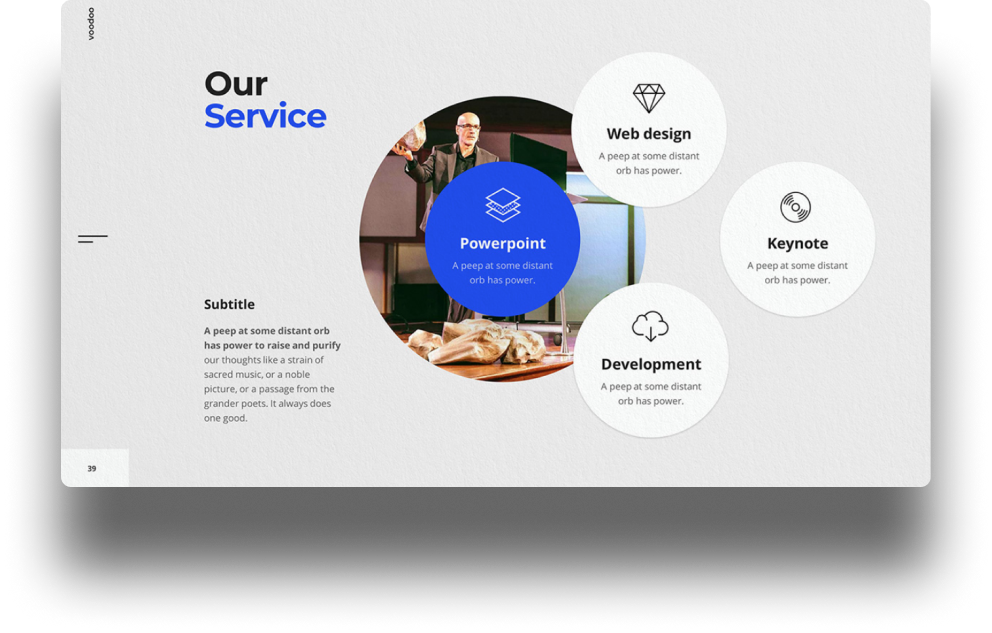 voodoo
Our
Service
Subtitle
A peep at some distant orb
has power to raise and purify
our thoughts like a strain of
sacred music, or a noble
picture, or a passage from the
grander poets. It always does
one good.
Powerpoint
A peep at some distant
orb has power.
Web design
A peep at some distant
orb has power.
Keynote
A peep at some distant
orb has power.
Development
A peep at some distant
orb has power.
39